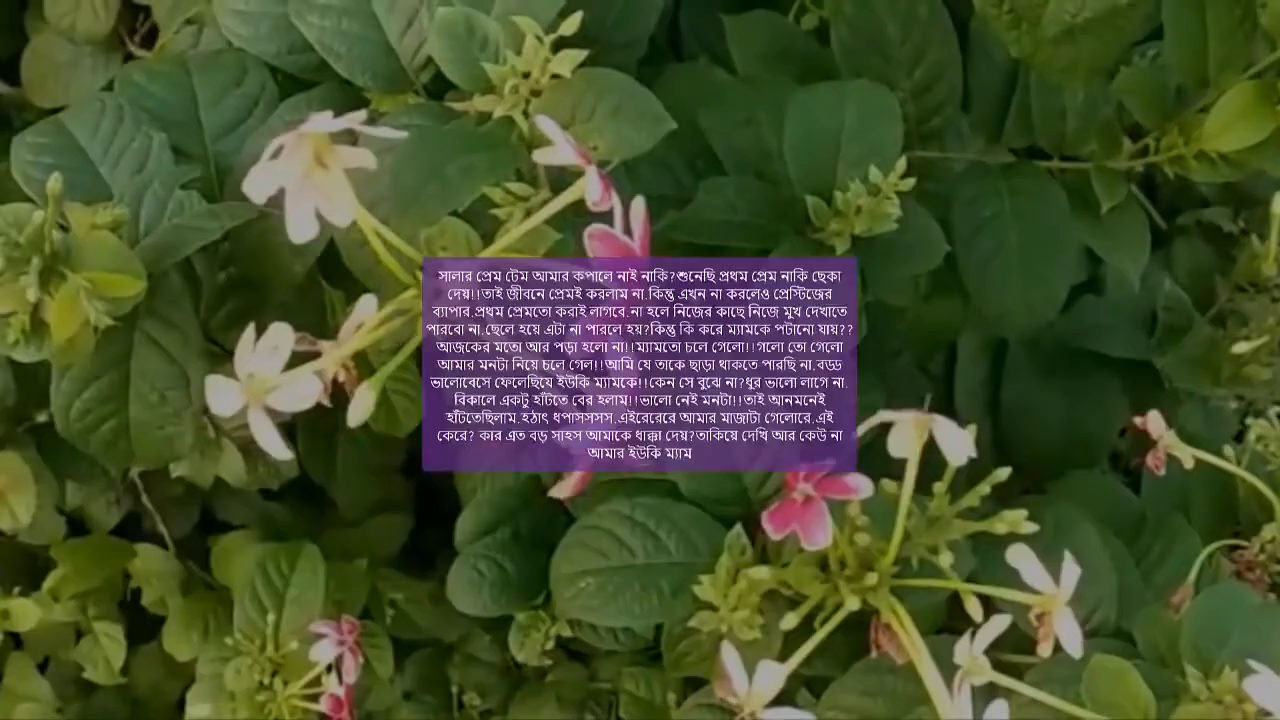 সালার প্রেম টেম আমার কপালে নাই নাকি?শুনেছি প্রথম প্রেম নাকি ছেকা
দেয়!!তাই জীবনে প্রেমই করলাম না.কিন্তু এখন না করলেও প্রেস্টিজের
ব্যাপার.প্রথম প্রেমতো করাই লাগবে.না হলে নিজের কাছে নিজে মুখ দেখাতে
পারবো না.ছেলে হয়ে এটা না পারলে হয়?কিন্তু কি করে ম্যামকে পটানো যায়??
আজকের মতো আর পড়া হলো না!!ম্যামতো চলে গেলো!!গলো তো গেলো
আমার মনটা নিয়ে চলে গেল!!আমি যে তাকে ছাড়া থাকতে পারছি না.বড্ড
ভালোবেসে ফেলেছিযে ইউকি ম্যামকে!!কেন সে বুঝে না?ধুর ভালো লাগে না.
বিকালে একটু হাঁটতে বের হলাম!!ভালো নেই মনটা!!তাই আনমনেই
হাঁটতেছিলাম.হঠাৎ ধপাসসসস.এইরেরেরে আমার মাজাটা গেলোরে.এই
কেরে? কার এত বড় সাহস আমাকে ধাক্কা দেয়?তাকিয়ে দেখি আর কেউ না
আমার ইউকি ম্যাম